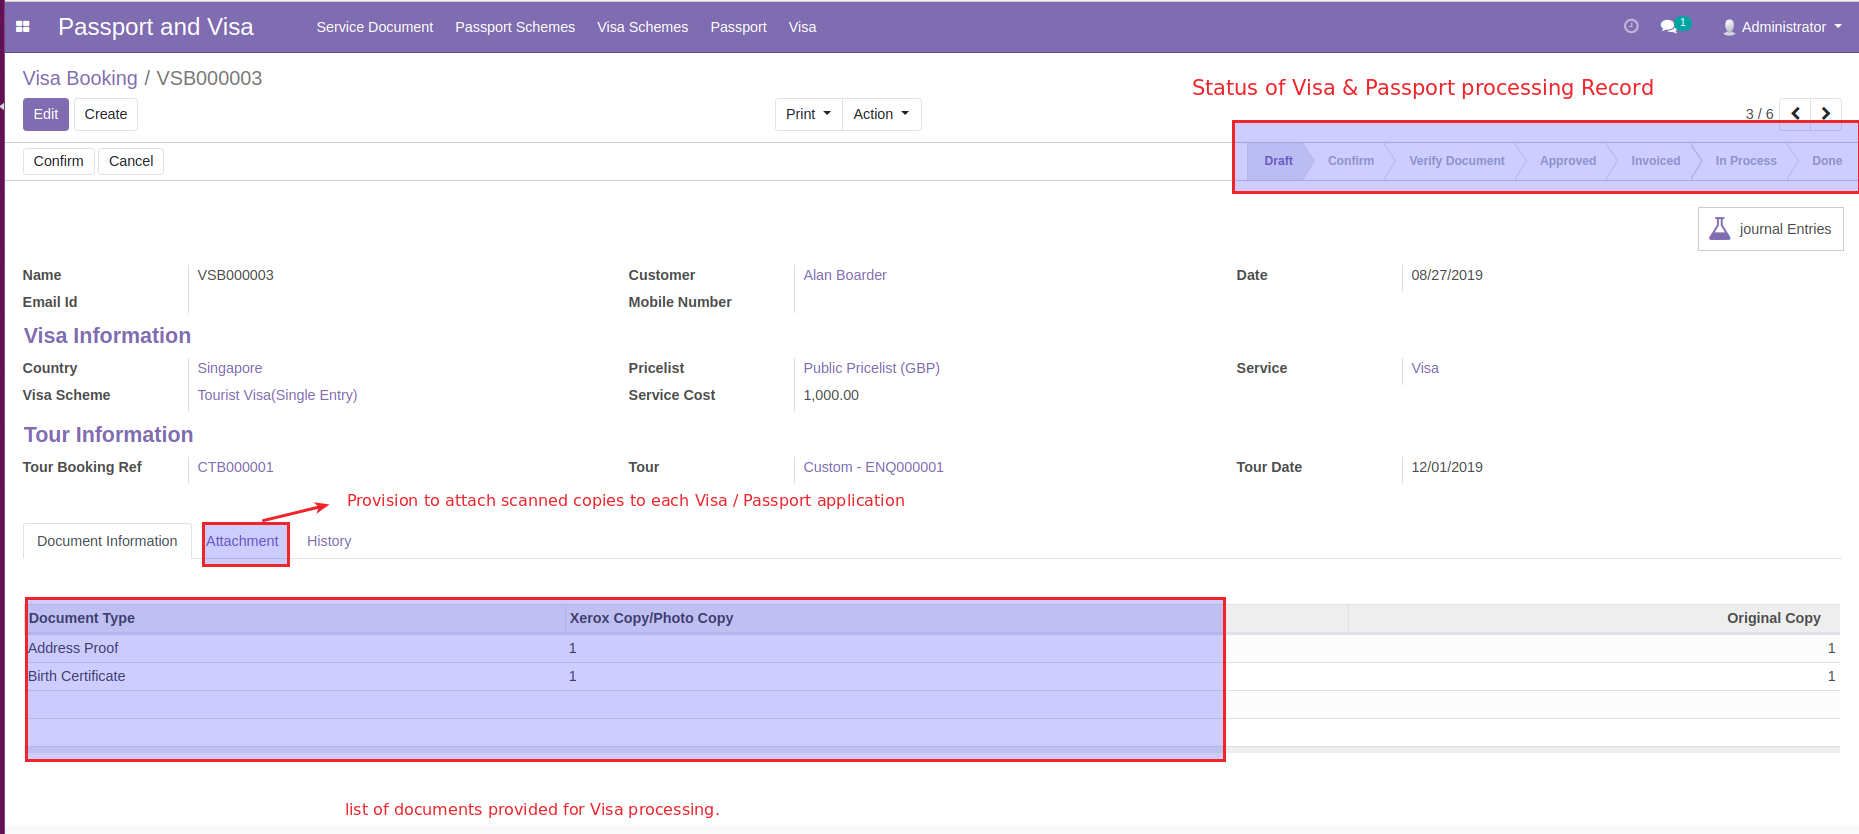 Passport and Visa Service Document Passport Schemes Visa Schemes Passport Visa 1 Administrator
Visa Booking / VSB000003
Status of Visa & Passport processing Record
Edit Create Print Action 3 / 6
Confirm Cancel Draft Confirm Verify Document Approved Invoiced In Process Done
journal Entries
Name VSB000003 Customer Alan Boarder Date 08/27/2019
Email Id Mobile Number
Visa Information
Country Singapore Pricelist Public Pricelist (GBP) Service Visa
Visa Scheme Tourist Visa(Single Entry) Service Cost 1,000.00
Tour Information
Tour Booking Ref CTB000001 Tour Custom - ENQ000001 Tour Date 12/01/2019
Provision to attach scanned copies to each Visa / Passport application
Document Information Attachment History
Document Type Xerox Copy/Photo Copy Original Copy
Address Proof 1 1
Birth Certificate 1 1
list of documents provided for Visa processing.